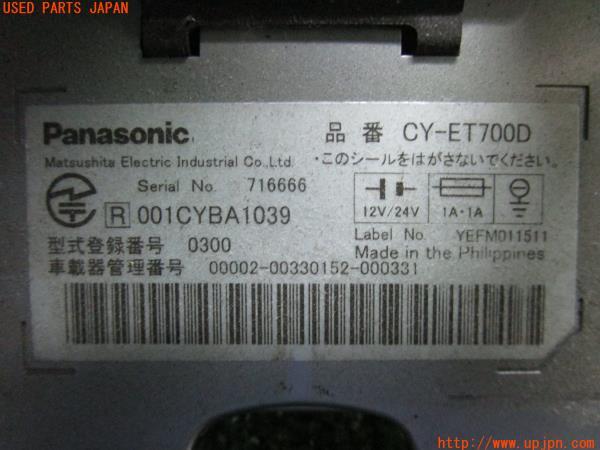 USED PARTS JAPAN
Panasonic
品番 CY-ET700D
Matsushita Electric Industrial Co.,Ltd.
・このシールをはがさないでください。
Serial No. 716666
R 001CYBA1039
12V/24V 1A・1A
Label No. YEFM011511
型式登録番号 0300
Made in the Philippines
車載器管理番号 00002-00330152-000331
UPJ
http://www.upjpn.com/